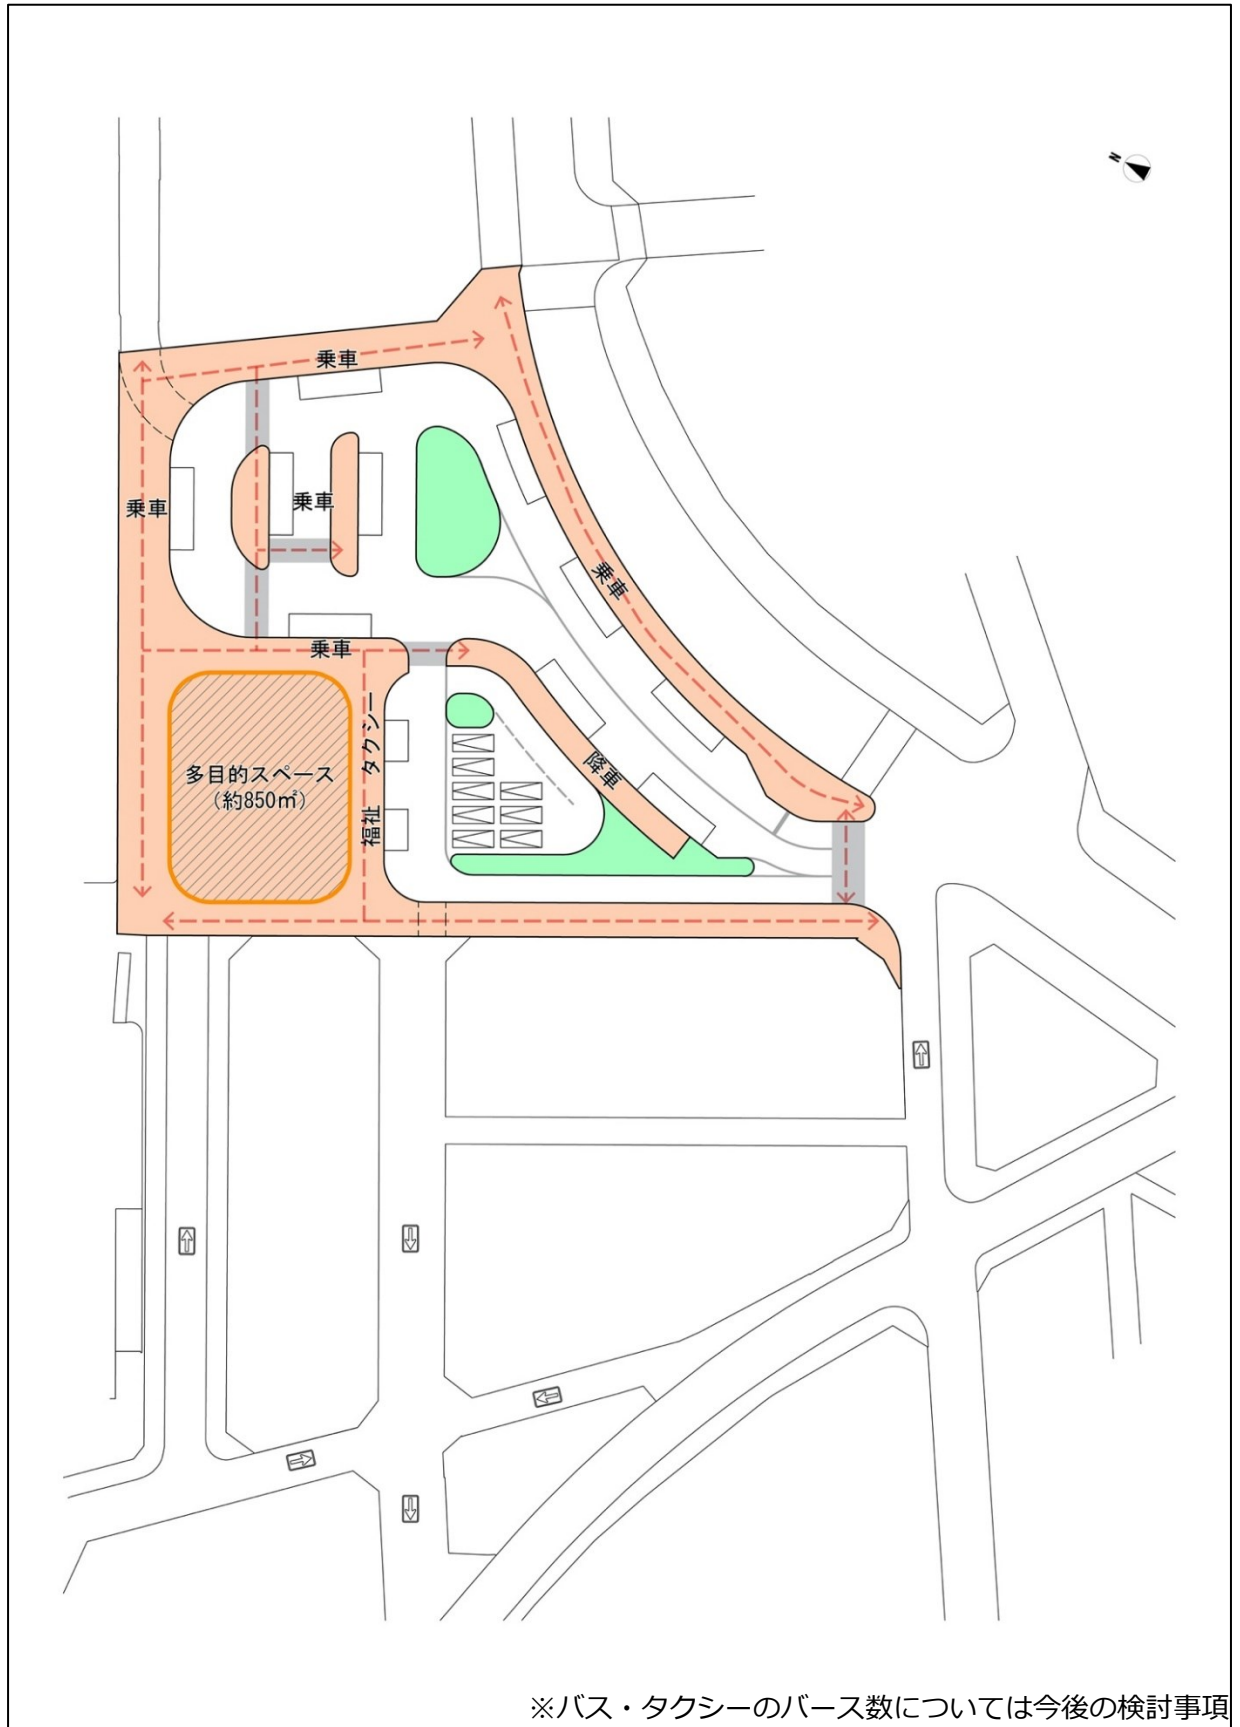 N
乗車
乗車
乗車
乗車
乗車
福祉 タクシー
降車
多目的スペース
（約850㎡）
※バス・タクシーのバース数については今後の検討事項